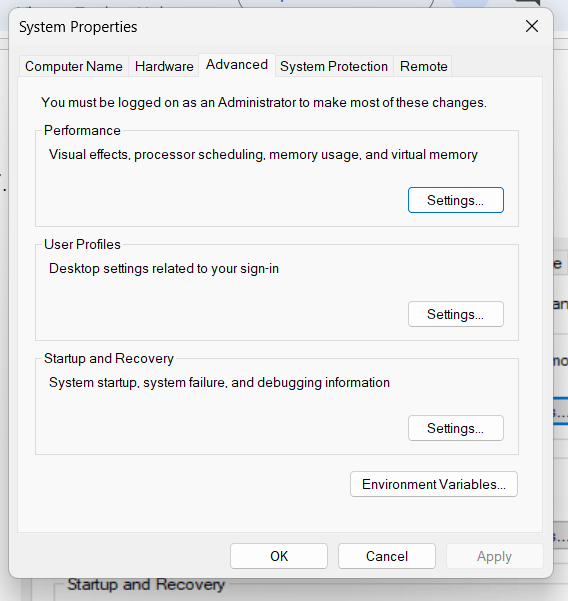 System Properties
Computer Name
Hardware
Advanced
System Protection
Remote
You must be logged on as an Administrator to make most of these changes.
Performance
Visual effects, processor scheduling, memory usage, and virtual memory
Settings...
User Profiles
Desktop settings related to your sign-in
Settings...
Startup and Recovery
System startup, system failure, and debugging information
Settings...
Environment Variables...
OK
Cancel
Apply
Startup and Recovery